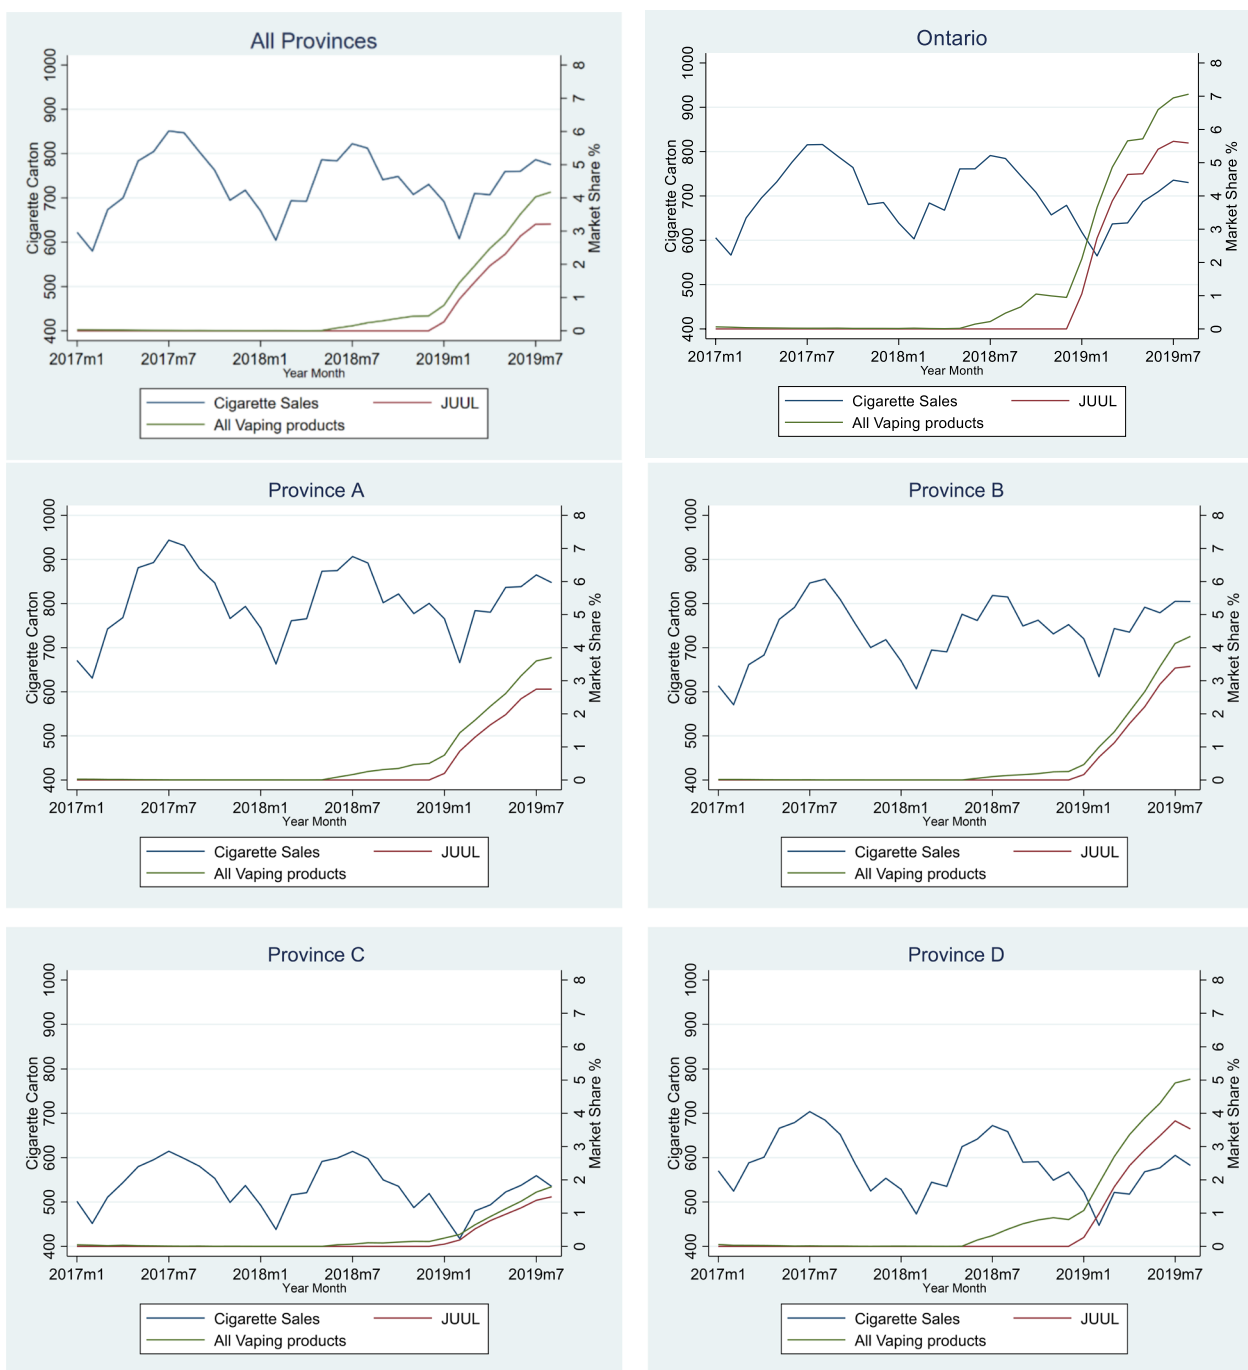 All Provinces
Cigarette Carton
1000
900
800
700
600
500
400
8
7
6
5
4
3
2
1
0
Market Share %
2017m1 2017m7 2018m1 2018m7 2019m1 2019m7
Year Month
Cigarette Sales JUUL
All Vaping products
Ontario
Cigarette Carton
1000
900
800
700
600
500
400
8
7
6
5
4
3
2
1
0
Market Share %
2017m1 2017m7 2018m1 2018m7 2019m1 2019m7
Year Month
Cigarette Sales JUUL
All Vaping products
Province A
Cigarette Carton
1000
900
800
700
600
500
400
8
7
6
5
4
3
2
1
0
Market Share %
2017m1 2017m7 2018m1 2018m7 2019m1 2019m7
Year Month
Cigarette Sales JUUL
All Vaping products
Province B
Cigarette Carton
1000
900
800
700
600
500
400
8
7
6
5
4
3
2
1
0
Market Share %
2017m1 2017m7 2018m1 2018m7 2019m1 2019m7
Year Month
Cigarette Sales JUUL
All Vaping products
Province C
Cigarette Carton
1000
900
800
700
600
500
400
8
7
6
5
4
3
2
1
0
Market Share %
2017m1 2017m7 2018m1 2018m7 2019m1 2019m7
Year Month
Cigarette Sales JUUL
All Vaping products
Province D
Cigarette Carton
1000
900
800
700
600
500
400
8
7
6
5
4
3
2
1
0
Market Share %
2017m1 2017m7 2018m1 2018m7 2019m1 2019m7
Year Month
Cigarette Sales JUUL
All Vaping products